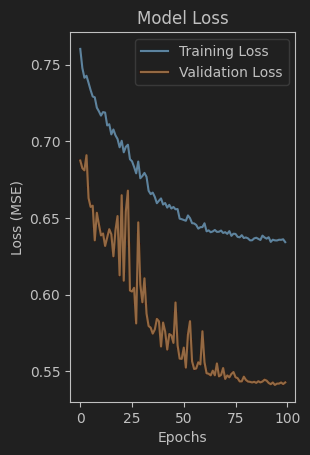 Model Loss
Training Loss
Validation Loss
0.75
0.70
0.65
0.60
0.55
Loss (MSE)
0
25
50
75
100
Epochs